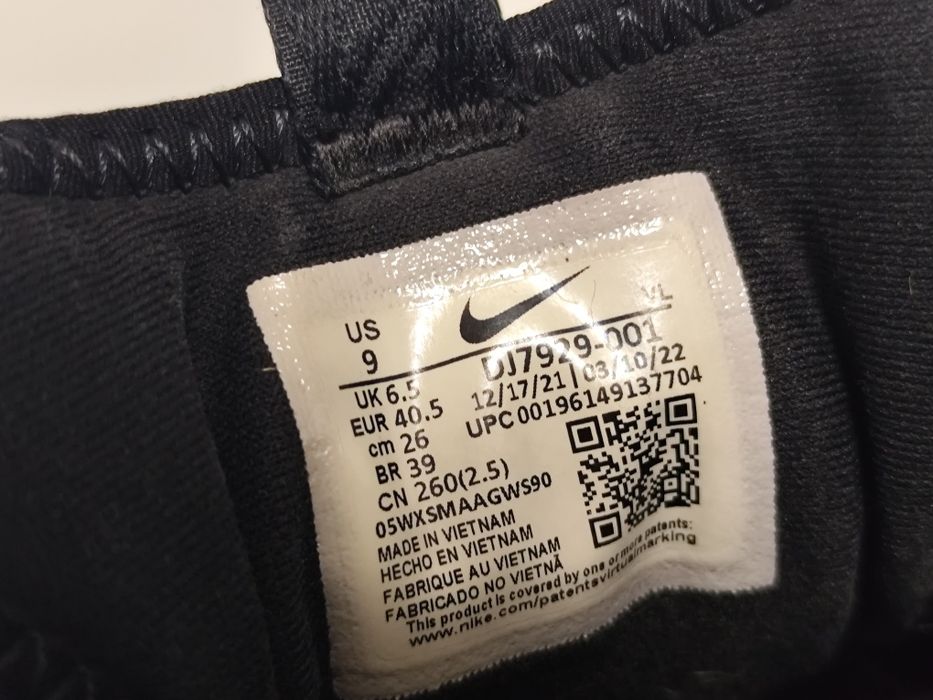 US
9
UK 6.5
EUR 40.5
cm 26
BR 39
CN 260(2.5)
VL
DJ7929-001
12/17/21 | 03/10/22
UPC 00196149137704
05WXSMAAGWS90
MADE IN VIETNAM
HECHO EN VIETNAM
FABRIQUE AU VIETNAM
FABRICADO NO VIETNÃ
This product is covered by one or more patents:
www.nike.com/patentsvirtualmarking